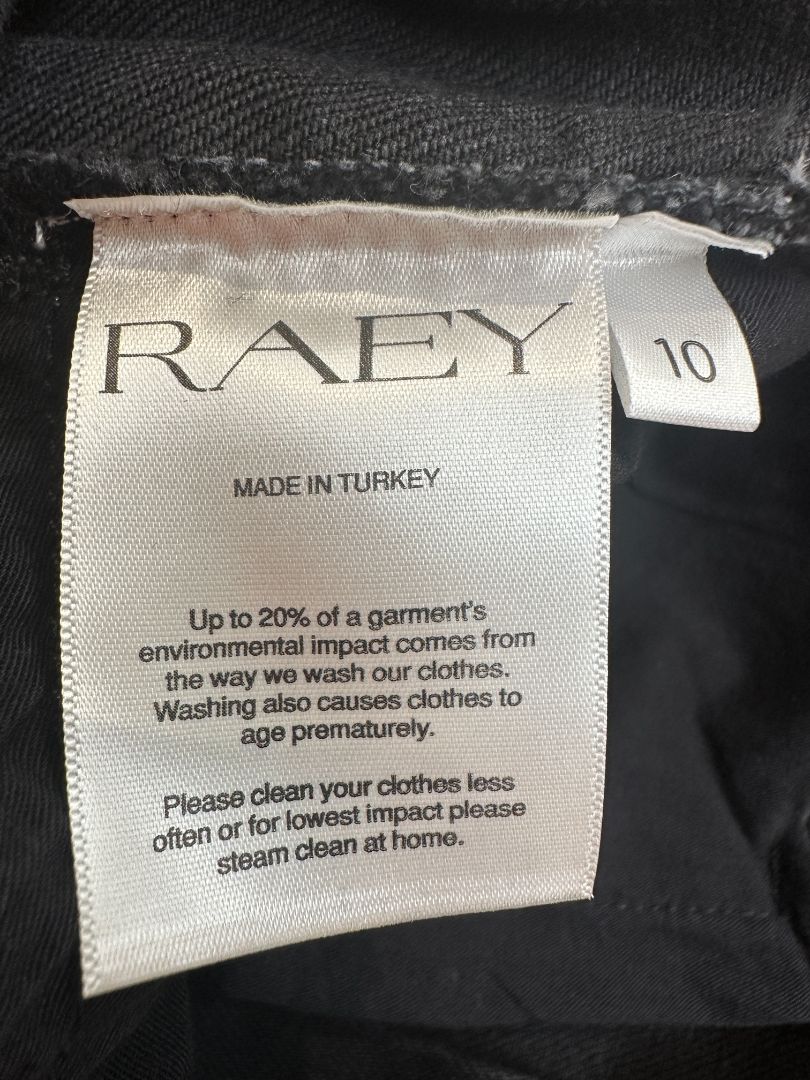 RAEY
10
MADE IN TURKEY
Up to 20% of a garment's
environmental impact comes from
the way we wash our clothes.
Washing also causes clothes to
age prematurely.
Please clean your clothes less
often or for lowest impact please
steam clean at home.